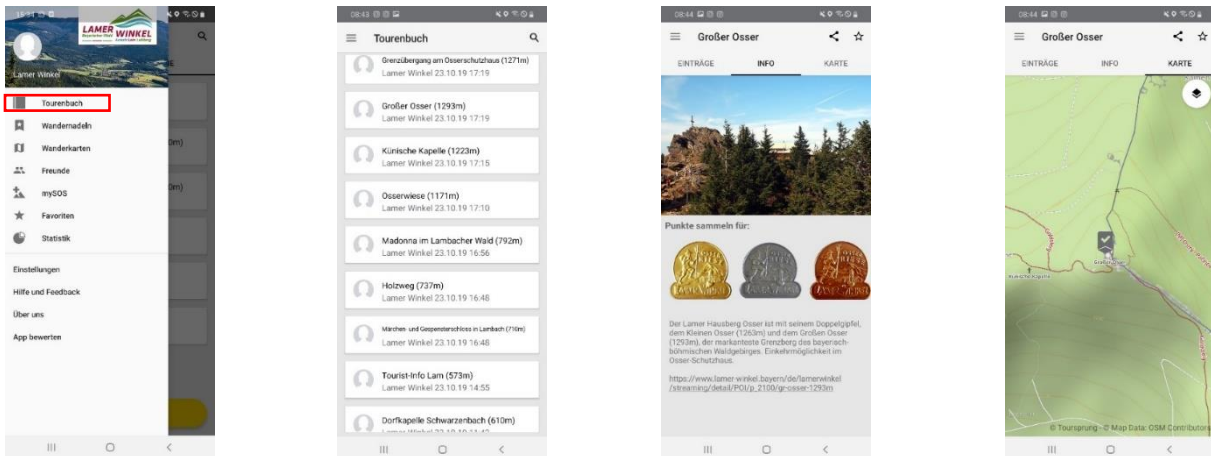 LAMER WINKEL
Lamer Winkel
Tourenbuch
Wandernadeln
Wanderkarten
Freunde
mySOS
Favoriten
Statistik
Einstellungen
Hilfe und Feedback
Über uns
App bewerten
08:43
Tourenbuch
Grenzübergang am Osserschutzhaus (1271m)
Lamer Winkel 23.10.19 17:19
Großer Osser (1293m)
Lamer Winkel 23.10.19 17:19
Künische Kapelle (1223m)
Lamer Winkel 23.10.19 17:15
Osserwiese (1171m)
Lamer Winkel 23.10.19 17:10
Madonna im Lambacher Wald (792m)
Lamer Winkel 23.10.19 16:56
Holzweg (737m)
Lamer Winkel 23.10.19 16:48
Märchen- und Gespensterschloss in Lambach (710m)
Lamer Winkel 23.10.19 16:48
Tourist-Info Lam (573m)
Lamer Winkel 23.10.19 14:55
Dorfkapelle Schwarzenbach (610m)
08:44
Großer Osser
EINTRÄGE INFO KARTE
Punkte sammeln für:
Der Lamer Hausberg Osser ist mit seinem Doppelgipfel,
dem Kleinen Osser (1263m) und dem Großen Osser
(1293m), der markanteste Grenzberg des bayerisch-
böhmischen Waldgebirges. Einkehrmöglichkeit im
Osser-Schutzhaus.
https://www.lamer-winkel.bayern/de/lamerwinkel
/streaming/detail/POI/p_2100/gr-osser-1293m
08:44
Großer Osser
EINTRÄGE INFO KARTE
© Toursprung © Map Data: OSM Contributors